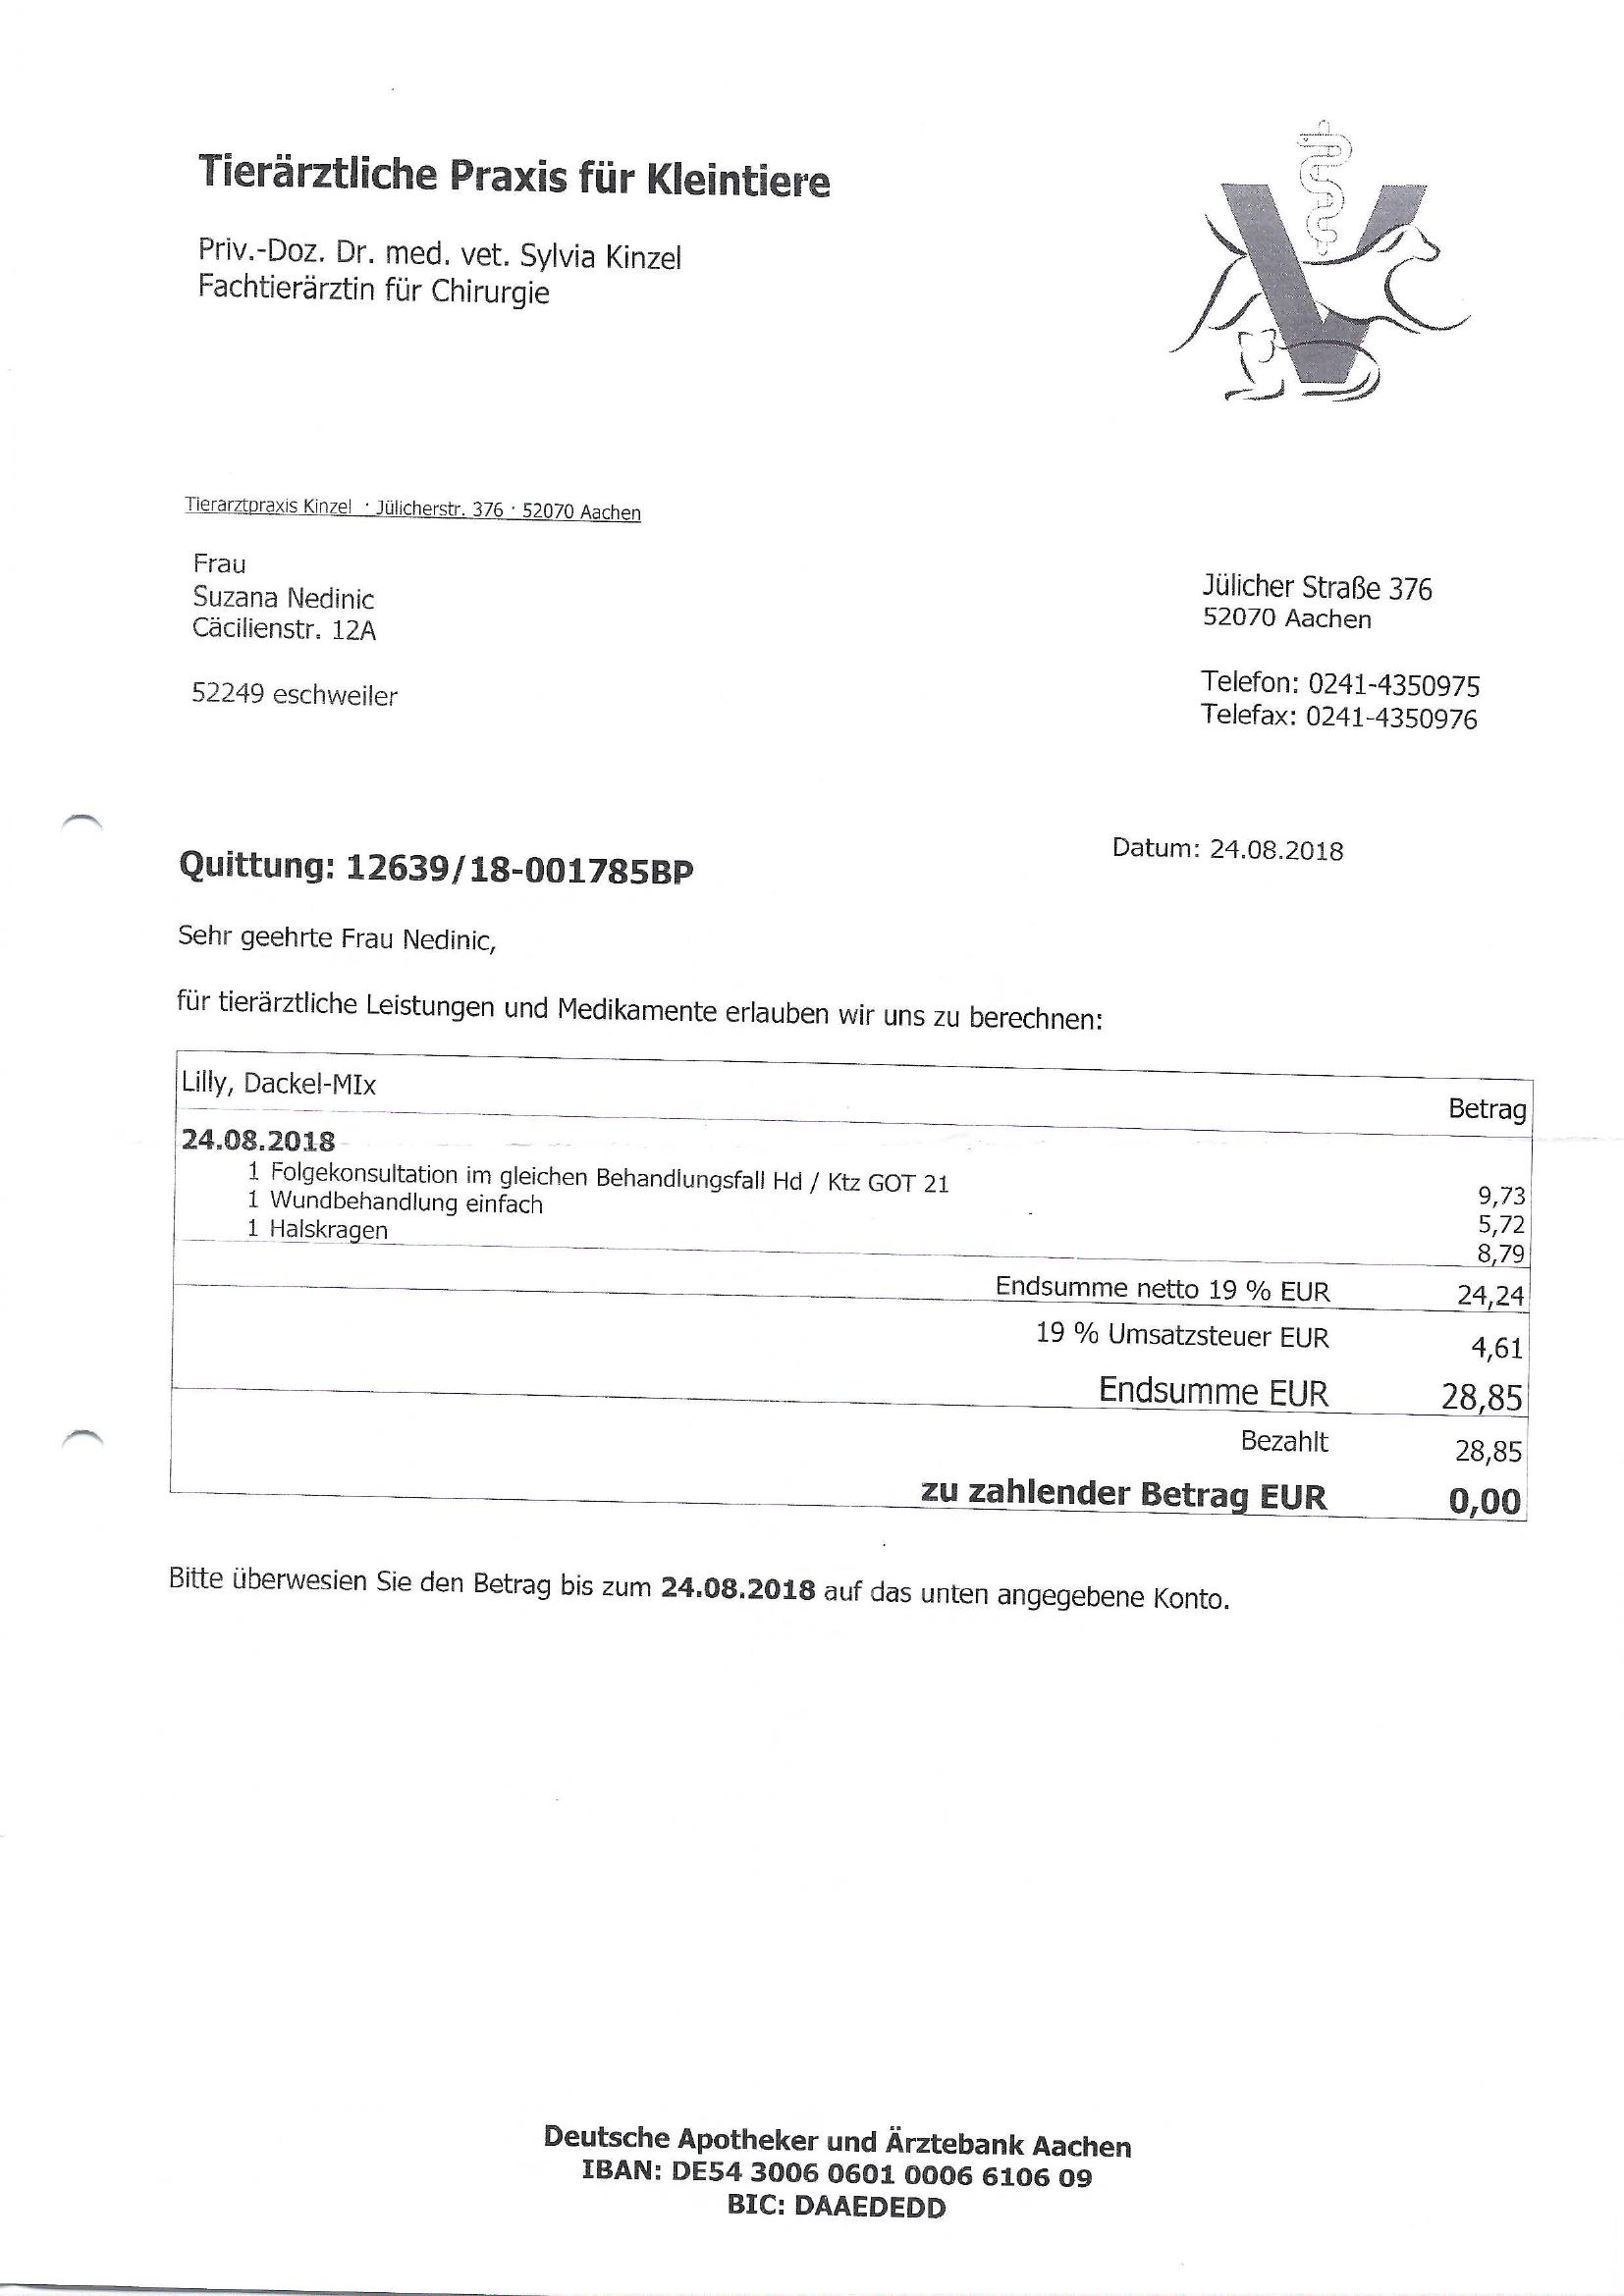 Tierärztliche Praxis für Kleintiere
Priv.-Doz. Dr. med. vet. Sylvia Kinzel
Fachtierärztin für Chirurgie
Tierarztpraxis Kinzel · Jülicherstr. 376 · 52070 Aachen
Frau
Suzana Nedinic
Cäcilienstr. 12A
52249 eschweiler
Jülicher Straße 376
52070 Aachen
Telefon: 0241-4350975
Telefax: 0241-4350976
Datum: 24.08.2018
Quittung: 12639/18-001785BP
Sehr geehrte Frau Nedinic,
für tierärztliche Leistungen und Medikamente erlauben wir uns zu berechnen:
Lilly, Dackel-MIx Betrag
24.08.2018
1 Folgekonsultation im gleichen Behandlungsfall Hd / Ktz GOT 21 9,73
1 Wundbehandlung einfach 5,72
1 Halskragen 8,79
Endsumme netto 19 % EUR 24,24
19 % Umsatzsteuer EUR 4,61
Endsumme EUR 28,85
Bezahlt 28,85
zu zahlender Betrag EUR 0,00
Bitte überwesien Sie den Betrag bis zum 24.08.2018 auf das unten angegebene Konto.
Deutsche Apotheker und Ärztebank Aachen
IBAN: DE54 3006 0601 0006 6106 09
BIC: DAAEDEDD